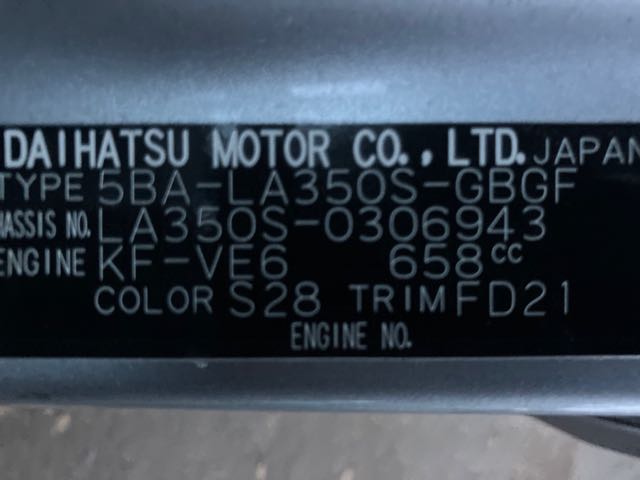 DAIHATSU MOTOR CO., LTD. JAPAN
TYPE 5BA-LA350S-GBGF
HASSIS NO. LA350S-0306943
ENGINE KF-VE6 658cc
COLOR S28 TRIM FD21
ENGINE NO.